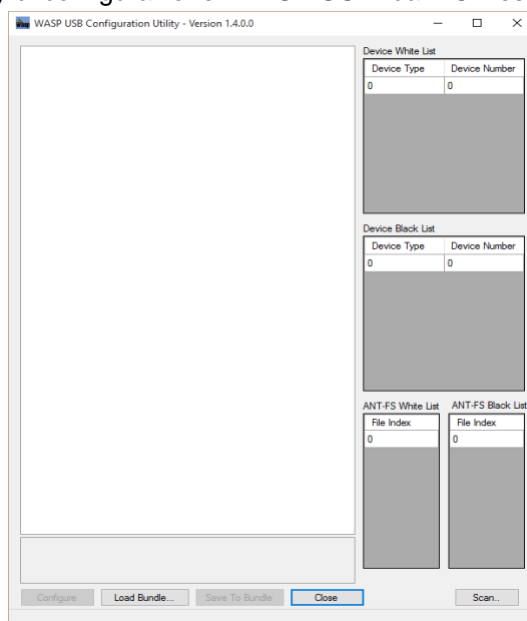 WASP USB Configuration Utility - Version 1.4.0.0
Device White List
Device Type Device Number
0 0
Device Black List
Device Type Device Number
0 0
ANT-FS White List ANT-FS Black List
File Index File Index
0 0
Configure Load Bundle... Save To Bundle Close Scan..